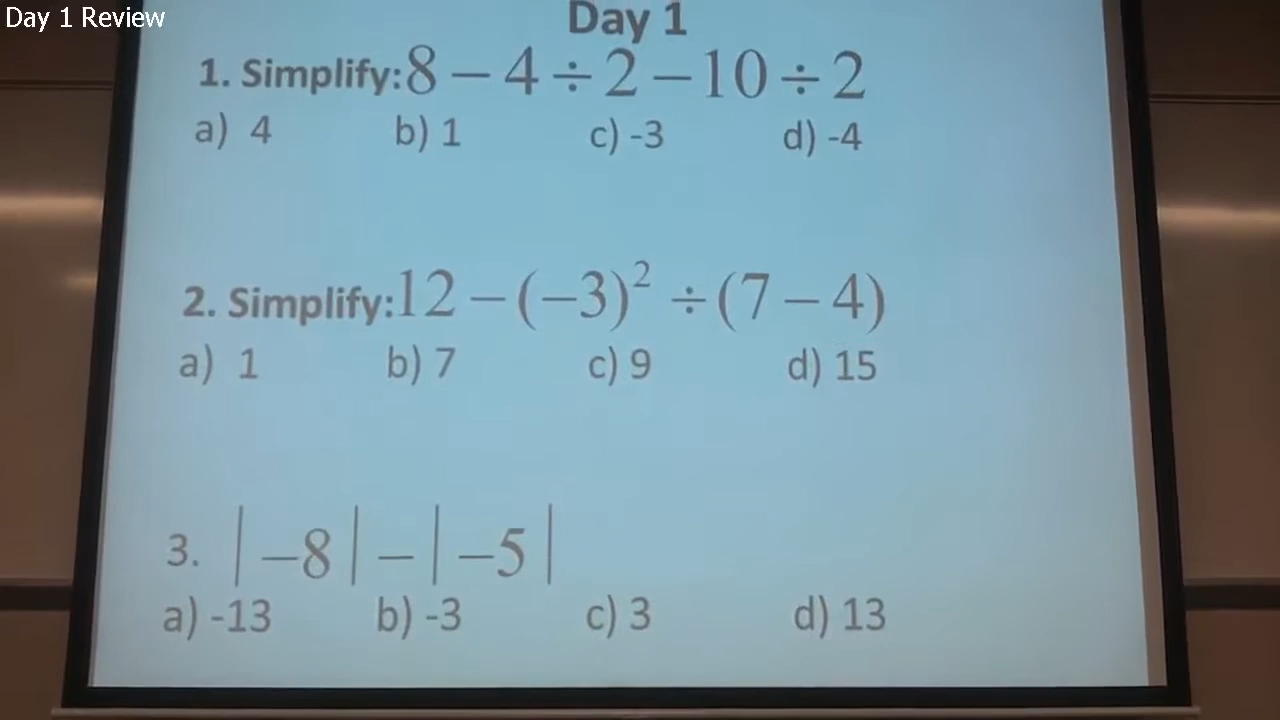 Day 1 Review
Day 1
1. Simplify: 8 − 4 ÷ 2 − 10 ÷ 2
a) 4 b) 1 c) -3 d) -4
2. Simplify: 12 − (−3)² ÷ (7 − 4)
a) 1 b) 7 c) 9 d) 15
3. | −8 | − | −5 |
a) -13 b) -3 c) 3 d) 13